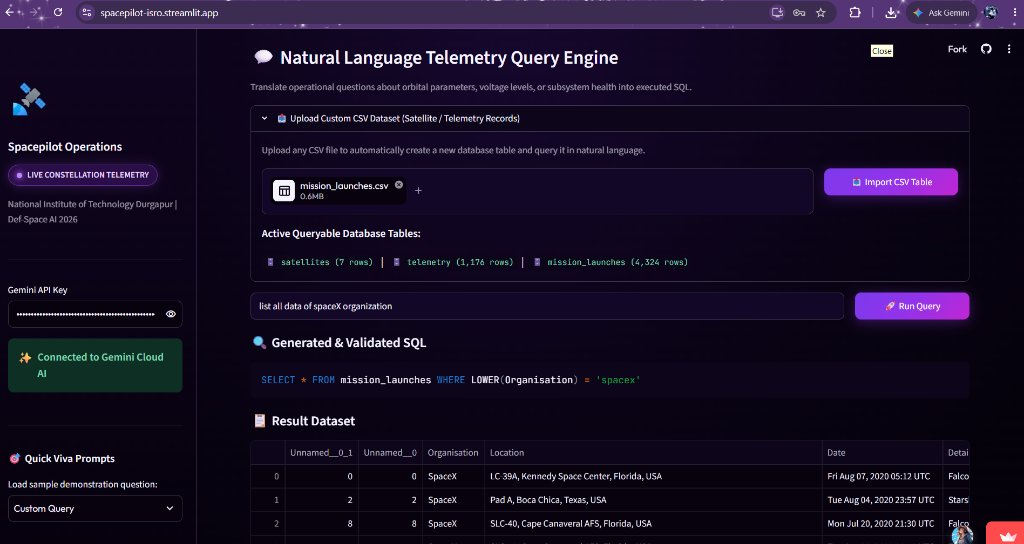 spacepilot-isro.streamlit.app
Ask Gemini
Close
Fork
Spacepilot Operations
LIVE CONSTELLATION TELEMETRY
National Institute of Technology Durgapur |
Def-Space AI 2026
Gemini API Key
Connected to Gemini Cloud
AI
Quick Viva Prompts
Load sample demonstration question:
Custom Query
Natural Language Telemetry Query Engine
Translate operational questions about orbital parameters, voltage levels, or subsystem health into executed SQL.
Upload Custom CSV Dataset (Satellite / Telemetry Records)
Upload any CSV file to automatically create a new database table and query it in natural language.
mission_launches.csv
0.6MB
Import CSV Table
Active Queryable Database Tables:
satellites (7 rows) | telemetry (1,176 rows) | mission_launches (4,324 rows)
list all data of spaceX organization
Run Query
Generated & Validated SQL
SELECT * FROM mission_launches WHERE LOWER(Organisation) = 'spacex'
Result Dataset
Unnamed__0_1 Unnamed__0 Organisation Location Date Detai
0 0 0 SpaceX LC-39A, Kennedy Space Center, Florida, USA Fri Aug 07, 2020 05:12 UTC Falco
1 2 2 SpaceX Pad A, Boca Chica, Texas, USA Tue Aug 04, 2020 23:57 UTC Stars
2 8 8 SpaceX SLC-40, Cape Canaveral AFS, Florida, USA Mon Jul 20, 2020 21:30 UTC Falco